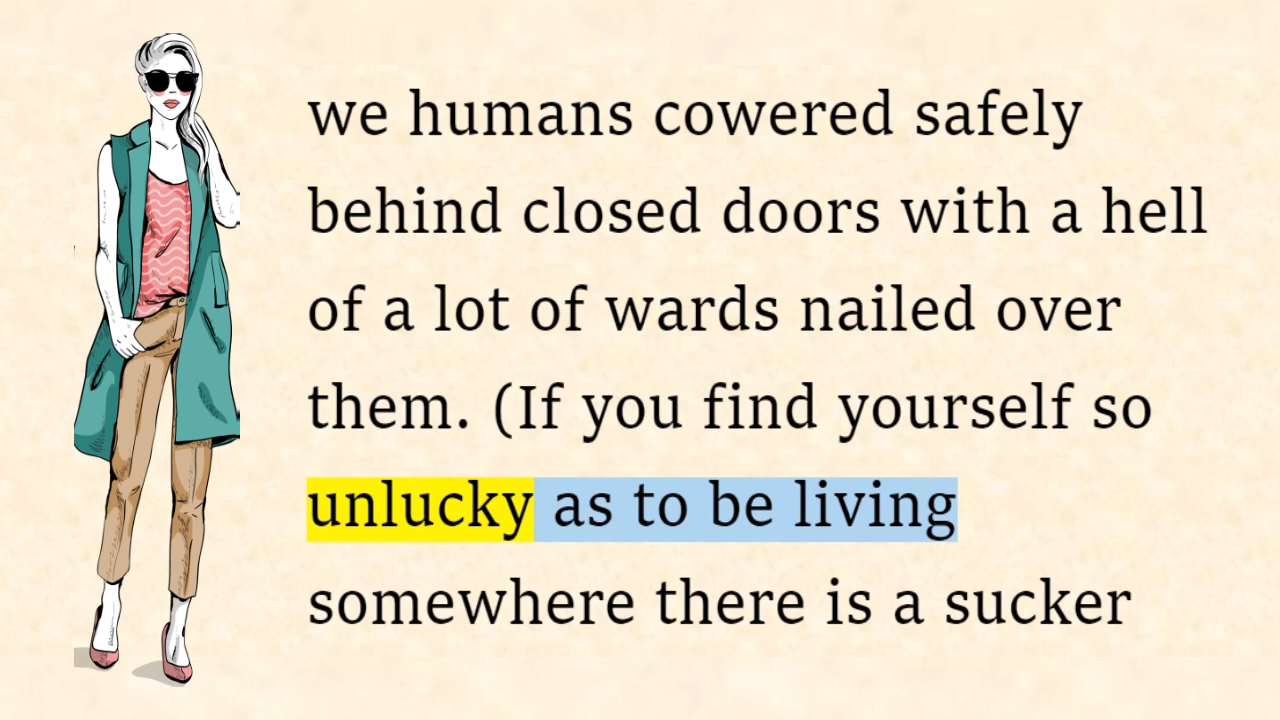 we humans cowered safely
behind closed doors with a hell
of a lot of wards nailed over
them. (If you find yourself so
unlucky as to be living
somewhere there is a sucker